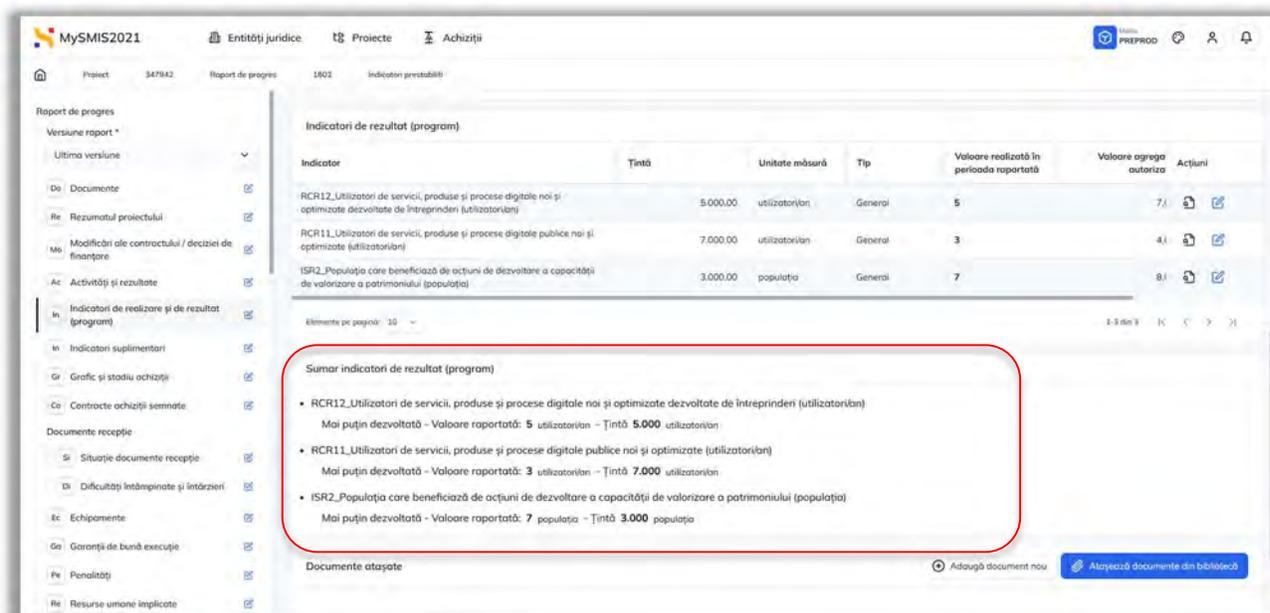 MySMIS2021
Entități juridice
Proiecte
Achiziții
Mediu
PREPROD
Proiect 347942 Raport de progres 1802 Indicatori prestabiliti
Raport de progres
Versiune raport *
Ultima versiune
Do Documente
Re Rezumatul proiectului
Mo Modificări ale contractului / deciziei de
finanțare
Ac Activități și rezultate
In Indicatori de realizare și de rezultat
(program)
In Indicatori suplimentari
Gr Grafic și stadiu achiziții
Co Contracte achiziții semnate
Documente recepție
Si Situație documente recepție
Di Dificultăți întâmpinate și întârzieri
Ec Echipamente
Ga Garanții de bună execuție
Pe Penalități
Re Resurse umane implicate
Indicatori de rezultat (program)
Indicator Țintă Unitate măsură Tip Valoare realizată în perioada raportată Valoare agrega autoriza Acțiuni
RCR12_Utilizatori de servicii, produse și procese digitale noi și
optimizate dezvoltate de întreprinderi (utilizatori/an) 5.000,00 utilizatori/an General 5 7,(
RCR11_Utilizatori de servicii, produse și procese digitale publice noi și
optimizate (utilizatori/an) 7.000,00 utilizatori/an General 3 4,(
ISR2_Populația care beneficiază de acțiuni de dezvoltare a capacității
de valorizare a patrimoniului (populația) 3.000,00 populația General 7 8,(
Elemente pe pagină: 10
1-3 din 3
Sumar indicatori de rezultat (program)
• RCR12_Utilizatori de servicii, produse și procese digitale noi și optimizate dezvoltate de întreprinderi (utilizatori/an)
Mai puțin dezvoltată - Valoare raportată: 5 utilizatori/an - Țintă 5.000 utilizatori/an
• RCR11_Utilizatori de servicii, produse și procese digitale publice noi și optimizate (utilizatori/an)
Mai puțin dezvoltată - Valoare raportată: 3 utilizatori/an - Țintă 7.000 utilizatori/an
• ISR2_Populația care beneficiază de acțiuni de dezvoltare a capacității de valorizare a patrimoniului (populația)
Mai puțin dezvoltată - Valoare raportată: 7 populația - Țintă 3.000 populația
Documente atașate
Adaugă document nou
Atașează documente din bibliotecă